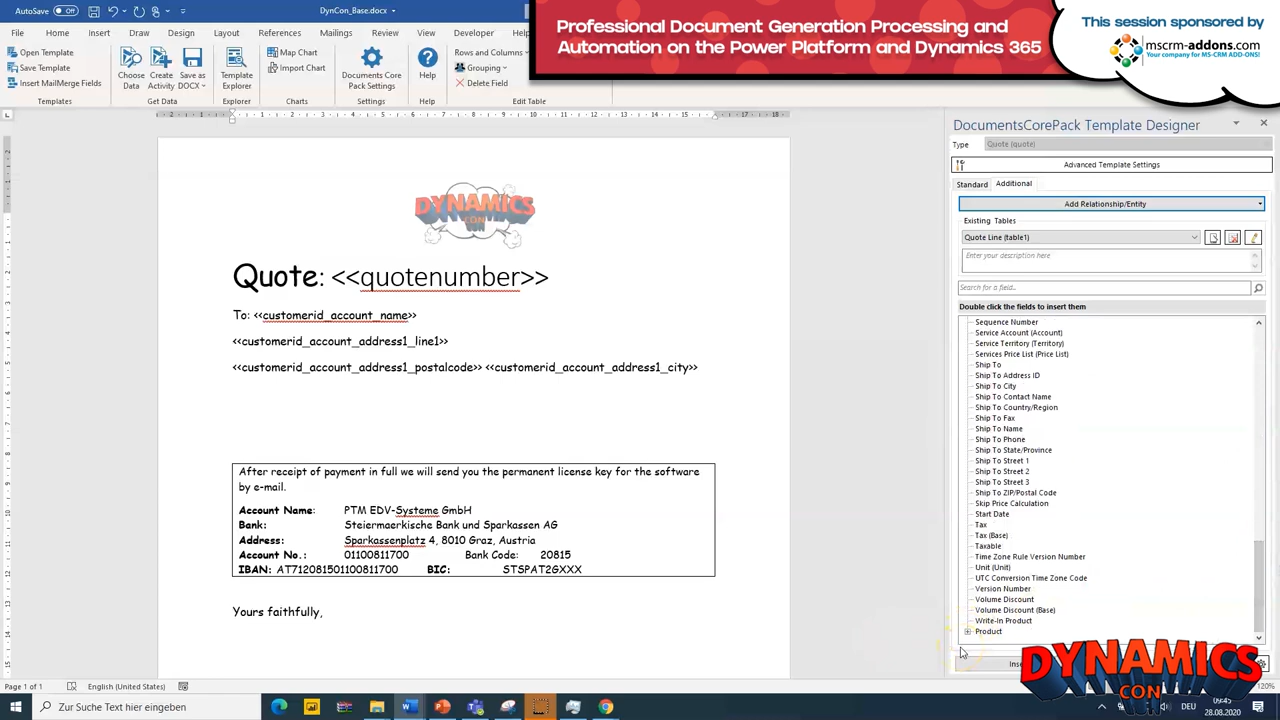 AutoSave
QuoteCon_Base.docx
Professional Document Generation Processing and
Automation on the Power Platform and Dynamics 365
This session sponsored by
mscrm-addons.com
Your company for MS-CRM ADD-ONS!
File Home Insert Draw Design Layout References Mailings Review View Develo
Open Template
Save Template
Insert MailMerge Fields
Templates
Choose Data
Create Activity
Save as DOCX
Get Data
Template Explorer
Explorer
Map Chart
Import Chart
Charts
Documents Core Pack Settings
Settings
Help
Help
Rows and Columns
Grouping
Delete Field
Edit Table
DocumentsCorePack Template Designer
Type Quote (quote)
Advanced Template Settings
Standard Additional
Add Relationship/Entity
Existing Tables
Quote Line (table1)
Enter your description here
Search for a field...
Double click the fields to insert them
Sequence Number
Service Account (Account)
Service Territory (Territory)
Services Price List (Price List)
Ship To
Ship To Address ID
Ship To City
Ship To Contact Name
Ship To Country/Region
Ship To Fax
Ship To Name
Ship To Phone
Ship To State/Province
Ship To Street 1
Ship To Street 2
Ship To Street 3
Ship To ZIP/Postal Code
Skip Price Calculation
Start Date
Tax
Tax (Base)
Taxable
Time Zone Rule Version Number
Unit (Unit)
UTC Conversion Time Zone Code
Version Number
Volume Discount
Volume Discount (Base)
Write-In Product
Product
DYNAMICS
CON
Quote: <<quotenumber>>
To: <<customerid_account_name>>
<<customerid_account_address1_line1>>
<<customerid_account_address1_postalcode>> <<customerid_account_address1_city>>
After receipt of payment in full we will send you the permanent license key for the software
by e-mail.
Account Name: PTM EDV-Systeme GmbH
Bank: Steiermaerkische Bank und Sparkassen AG
Address: Sparkassenplatz 4, 8010 Graz, Austria
Account No.: 01100811700 Bank Code: 20815
IBAN: AT712081501100811700 BIC: STSPAT2GXXX
Yours faithfully,
DYNAMICS
CON
Page 1 of 1 English (United States) 120%
Zur Suche Text hier eingeben
DEU
09:45
28.08.2020